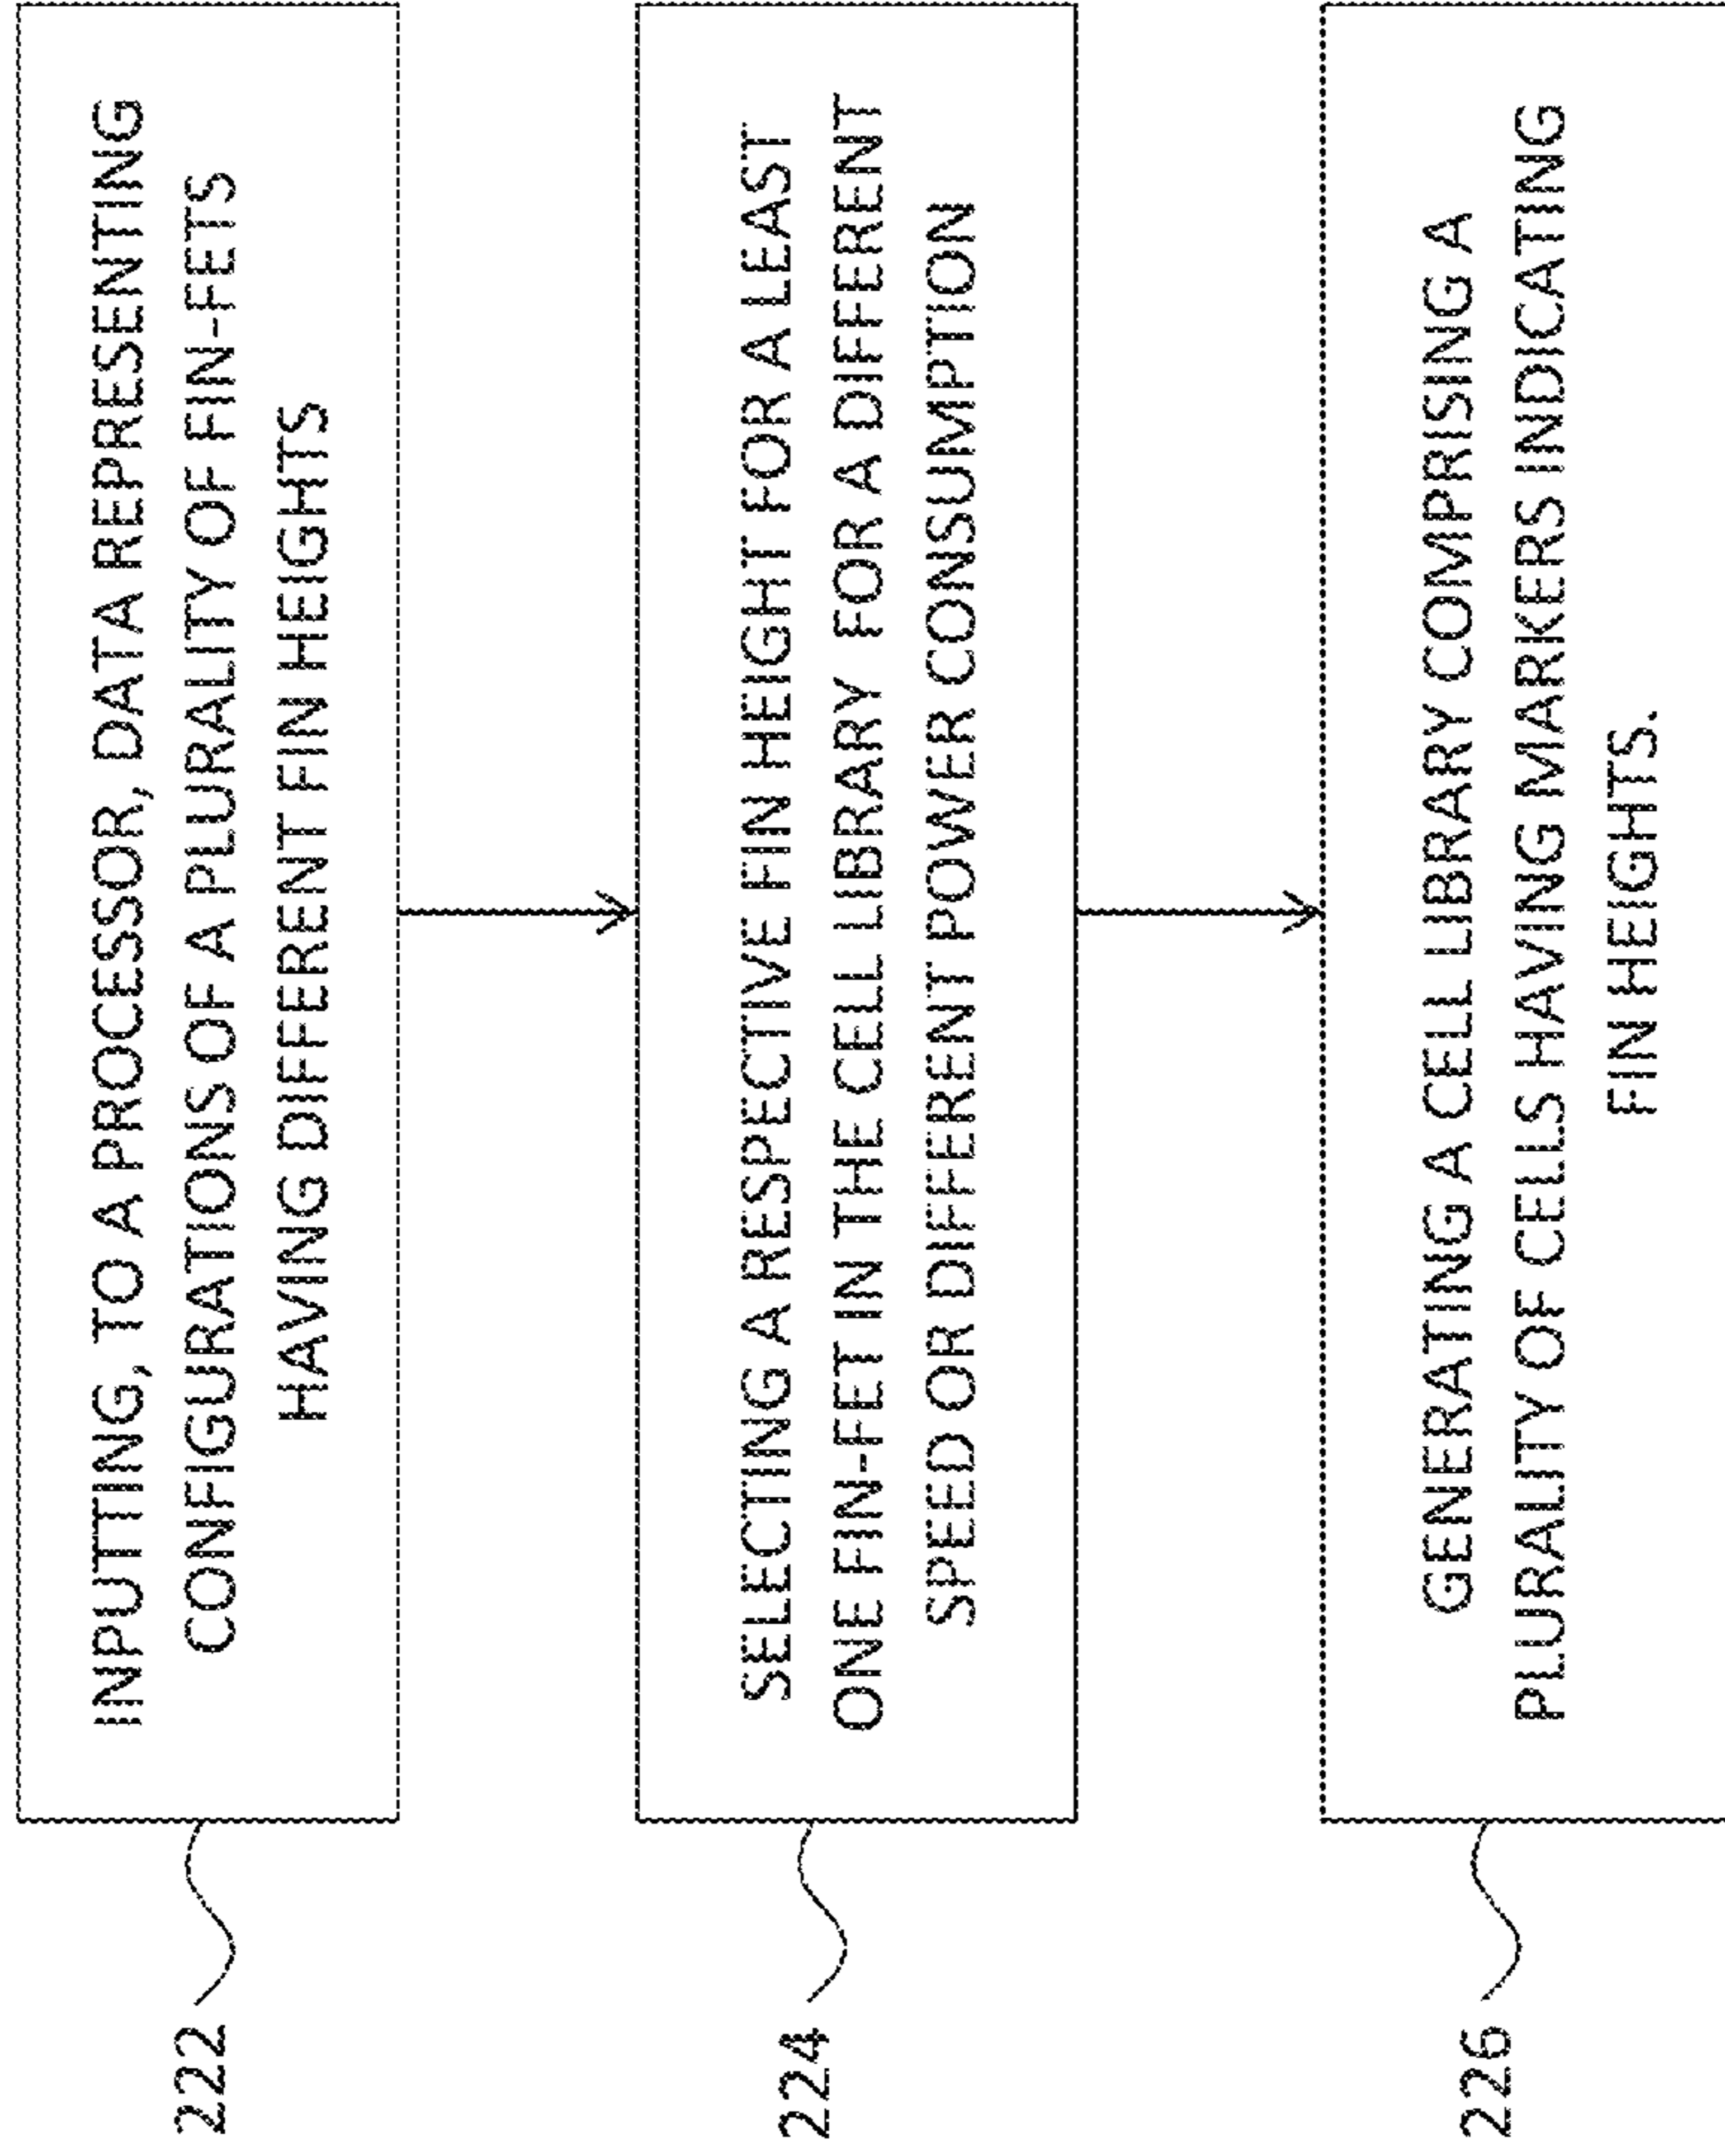 INPUTTING, TO A PROCESSOR, DATA REPRESENTING
CONFIGURATIONS OF A PLURALITY OF FIN-FETS
HAVING DIFFERENT FIN HEIGHTS
222
SELECTING A RESPECTIVE FIN HEIGHT FOR A LEAST
ONE FIN-FET IN THE CELL LIBRARY FOR A DIFFERENT
SPEED OR DIFFERENT POWER CONSUMPTION
224
GENERATING A CELL LIBRARY COMPRISING A
PLURALITY OF CELLS HAVING MARKERS INDICATING
FIN HEIGHTS.
226